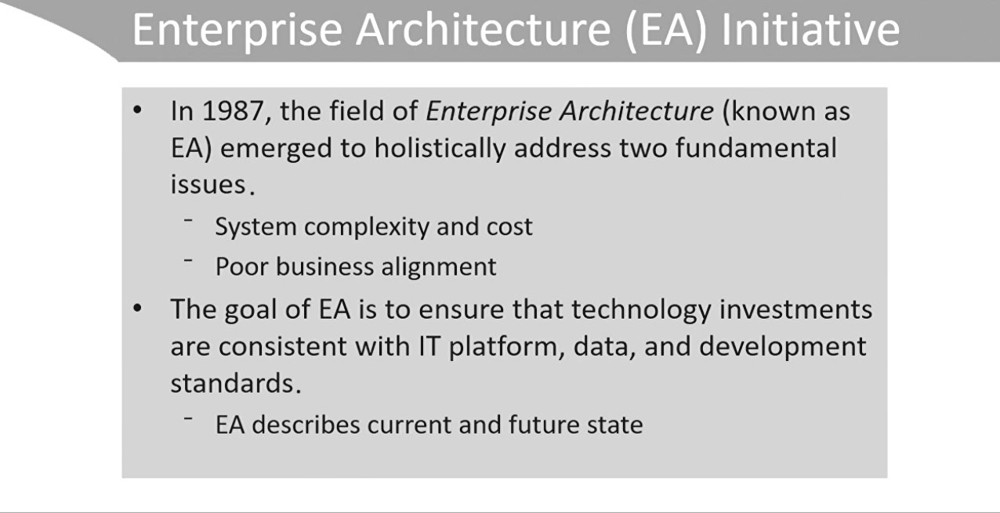 Enterprise Architecture (EA) Initiative
• In 1987, the field of Enterprise Architecture (known as
EA) emerged to holistically address two fundamental
issues.
- System complexity and cost
- Poor business alignment
• The goal of EA is to ensure that technology investments
are consistent with IT platform, data, and development
standards.
- EA describes current and future state